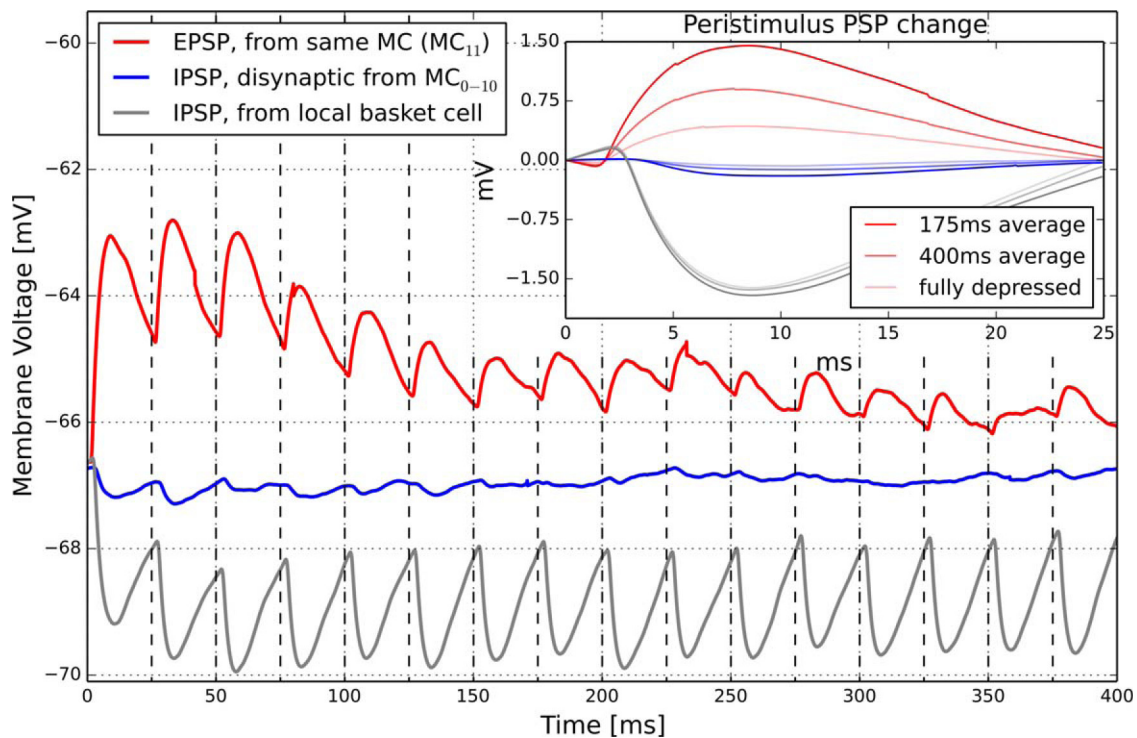 Peristimulus PSP change
EPSP, from same MC (MC₁₁)
IPSP, disynaptic from MC₀₋₁₀
IPSP, from local basket cell
1.50
0.75
0.00
−0.75
−1.50
mV
175ms average
400ms average
fully depressed
0 5 10 15 20 25
ms
−60
−62
−64
−66
−68
−70
Membrane Voltage [mV]
0 50 100 150 200 250 300 350 400
Time [ms]